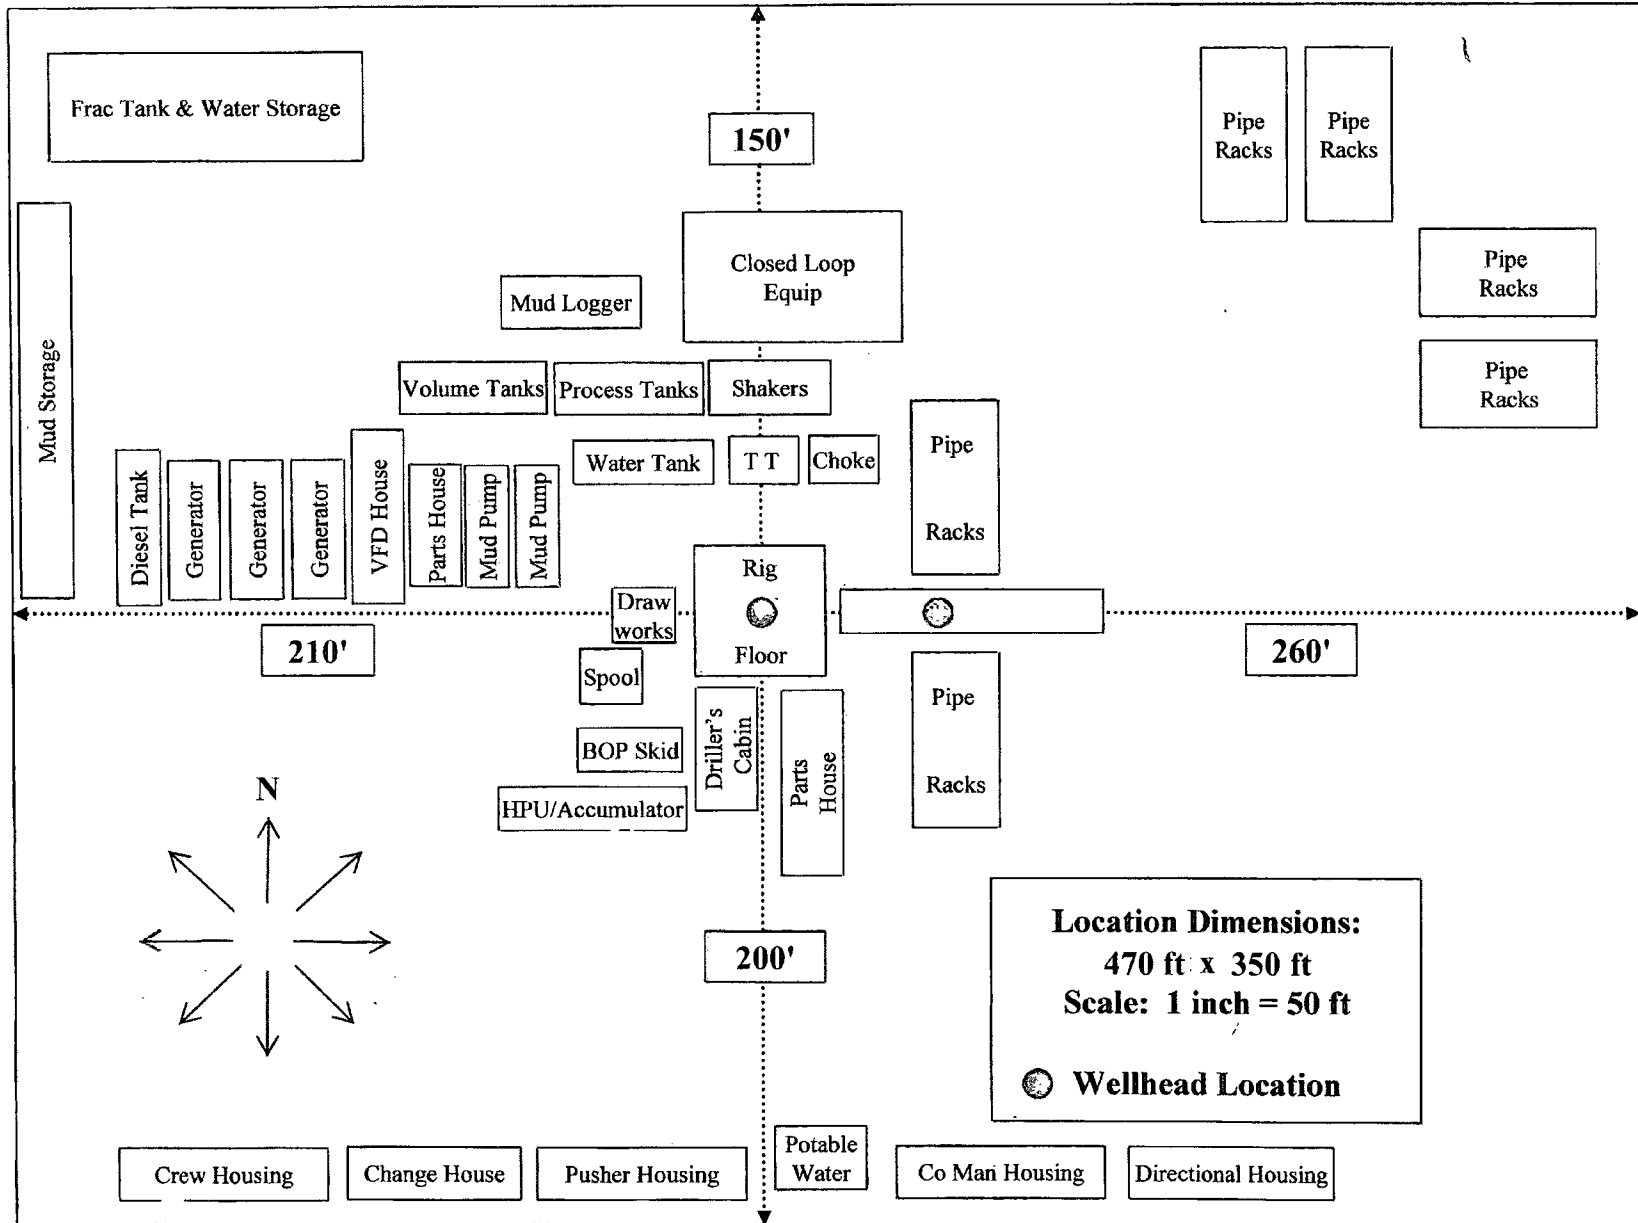 Frac Tank & Water Storage
150'
Pipe
Racks
Pipe
Racks
Closed Loop
Equip
Pipe
Racks
Mud Logger
Pipe
Racks
Mud Storage
Volume Tanks
Process Tanks
Shakers
Water Tank
T T
Choke
Pipe
Racks
Diesel Tank
Generator
Generator
Generator
VFD House
Parts House
Mud Pump
Mud Pump
Rig
Floor
Draw
works
210'
260'
Spool
Pipe
Racks
Driller's
Cabin
Parts
House
BOP Skid
HPU/Accumulator
N
200'
Location Dimensions:
470 ft x 350 ft
Scale: 1 inch = 50 ft
Wellhead Location
Crew Housing
Change House
Pusher Housing
Potable
Water
Co Man Housing
Directional Housing